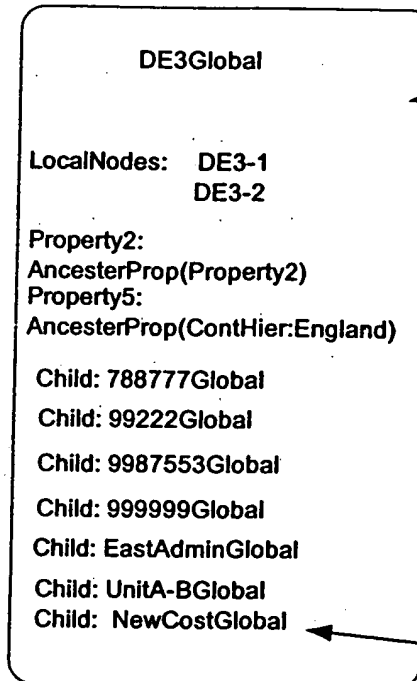 DE3Global
LocalNodes: DE3-1
DE3-2
Property2:
AncesterProp(Property2)
Property5:
AncesterProp(ContHier:England)
Child: 788777Global
Child: 99222Global
Child: 9987553Global
Child: 999999Global
Child: EastAdminGlobal
Child: UnitA-BGlobal
Child: NewCostGlobal